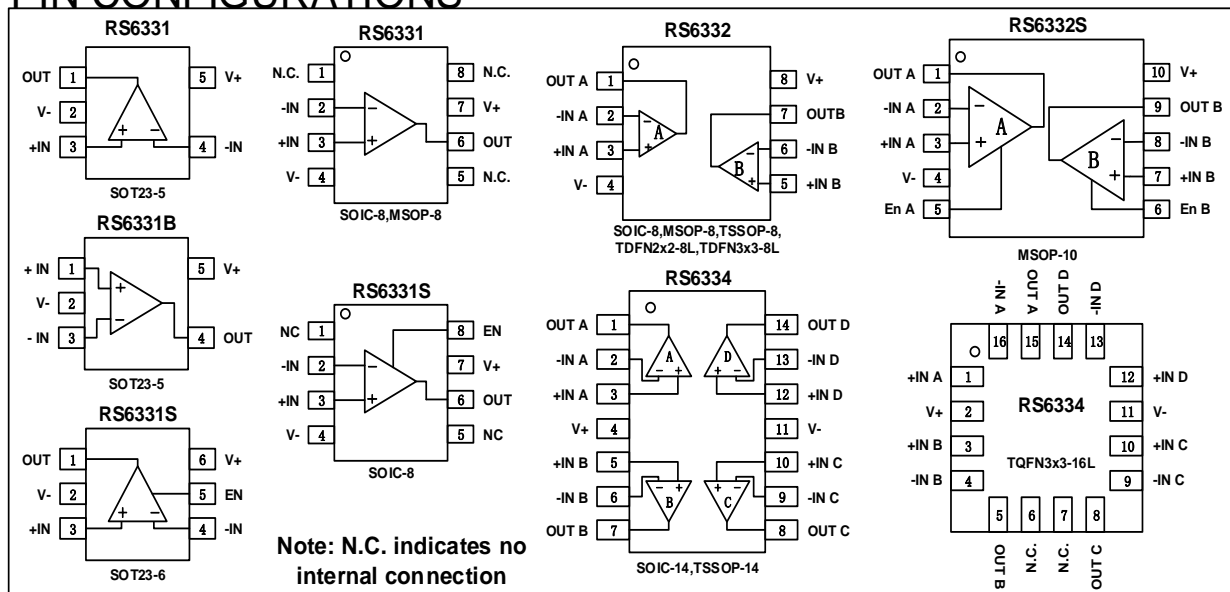 PIN CONFIGURATIONS
RS6331
OUT 1
V- 2
+IN 3
5 V+
4 -IN
+ −
SOT23-5
RS6331
N.C. 1
-IN 2
+IN 3
V- 4
8 N.C.
7 V+
6 OUT
5 N.C.
−
+
SOIC-8,MSOP-8
RS6332
OUT A 1
-IN A 2
+IN A 3
V- 4
8 V+
7 OUTB
6 -IN B
5 +IN B
− A +
B − +
SOIC-8,MSOP-8,TSSOP-8,
TDFN2x2-8L,TDFN3x3-8L
RS6332S
OUT A 1
-IN A 2
+IN A 3
V- 4
En A 5
10 V+
9 OUT B
8 -IN B
7 +IN B
6 En B
− A +
B − +
MSOP-10
RS6331B
+ IN 1
V- 2
- IN 3
5 V+
4 OUT
+
−
SOT23-5
RS6331S
NC 1
-IN 2
+IN 3
V- 4
8 EN
7 V+
6 OUT
5 NC
−
+
SOIC-8
RS6331S
OUT 1
V- 2
+IN 3
6 V+
5 EN
4 -IN
+ −
SOT23-6
Note: N.C. indicates no
internal connection
RS6334
OUT A 1
-IN A 2
+IN A 3
V+ 4
+IN B 5
-IN B 6
OUT B 7
14 OUT D
13 -IN D
12 +IN D
11 V-
10 +IN C
9 -IN C
8 OUT C
A − +
D + −
− + B
+ − C
SOIC-14,TSSOP-14
-IN A
OUT A
OUT D
-IN D
16 15 14 13
+IN A 1
V+ 2
+IN B 3
-IN B 4
12 +IN D
11 V-
10 +IN C
9 -IN C
RS6334
TQFN3x3-16L
5 6 7 8
OUT B
N.C.
N.C.
OUT C